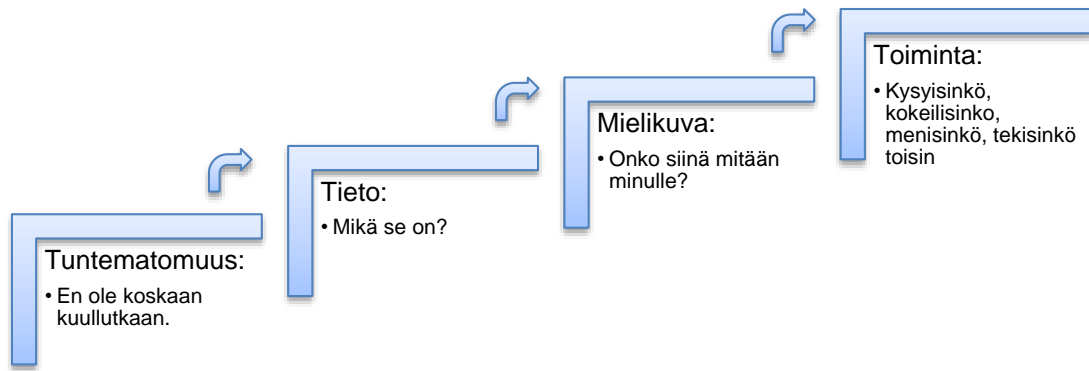 Tuntematomuus:
• En ole koskaan
kuullutkaan.
Tieto:
• Mikä se on?
Mielikuva:
• Onko siinä mitään
minulle?
Toiminta:
• Kysyisinkö,
kokeilisinko,
menisinkö, tekisinkö
toisin